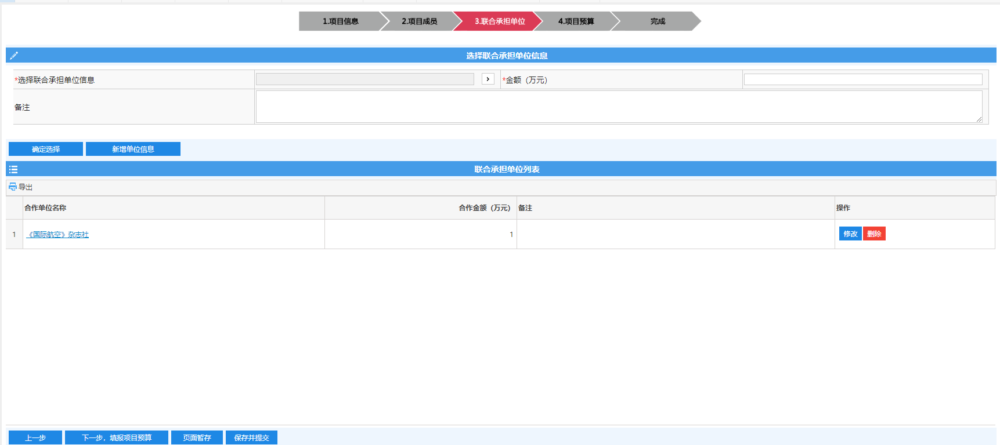 1.项目信息 2.项目成员 3.联合承担单位 4.项目预算 完成
选择联合承担单位信息
*选择联合承担单位信息 *金额（万元）
备注
确定选择 新增单位信息
联合承担单位列表
导出
合作单位名称 合作金额（万元） 备注 操作
1 《国际航空》杂志社 1 修改 删除
上一步 下一步，填报项目预算 页面暂存 保存并提交